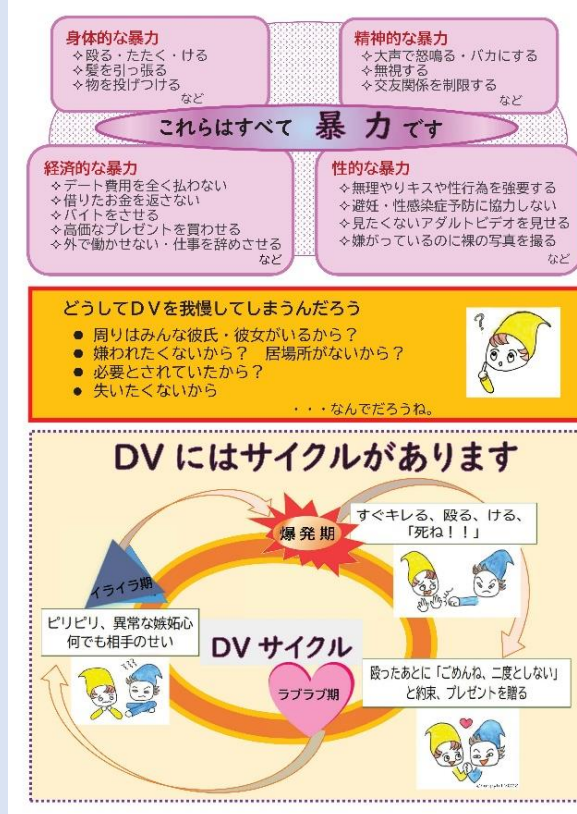 身体的な暴力
✧殴る・たたく・ける
✧髪を引っ張る
✧物を投げつける
など
精神的な暴力
✧大声で怒鳴る・バカにする
✧無視する
✧交友関係を制限する
など
これらはすべて 暴力です
経済的な暴力
✧デート費用を全く払わない
✧借りたお金を返さない
✧バイトをさせる
✧高価なプレゼントを買わせる
✧外で働かせない・仕事を辞めさせる
など
性的な暴力
✧無理やりキスや性行為を強要する
✧避妊・性感染症予防に協力しない
✧見たくないアダルトビデオを見せる
✧嫌がっているのに裸の写真を撮る
など
どうしてDVを我慢してしまうんだろう
● 周りはみんな彼氏・彼女がいるから？
● 嫌われたくないから？ 居場所がないから？
● 必要とされていたから？
● 失いたくないから
・・・なんでだろうね。
?
DVにはサイクルがあります
爆発期
すぐキレる、殴る、ける、
「死ね！！」
イライラ期
ピリピリ、異常な嫉妬心
何でも相手のせい
DVサイクル
ラブラブ期
殴ったあとに「ごめんね、二度としない」
と約束、プレゼントを贈る